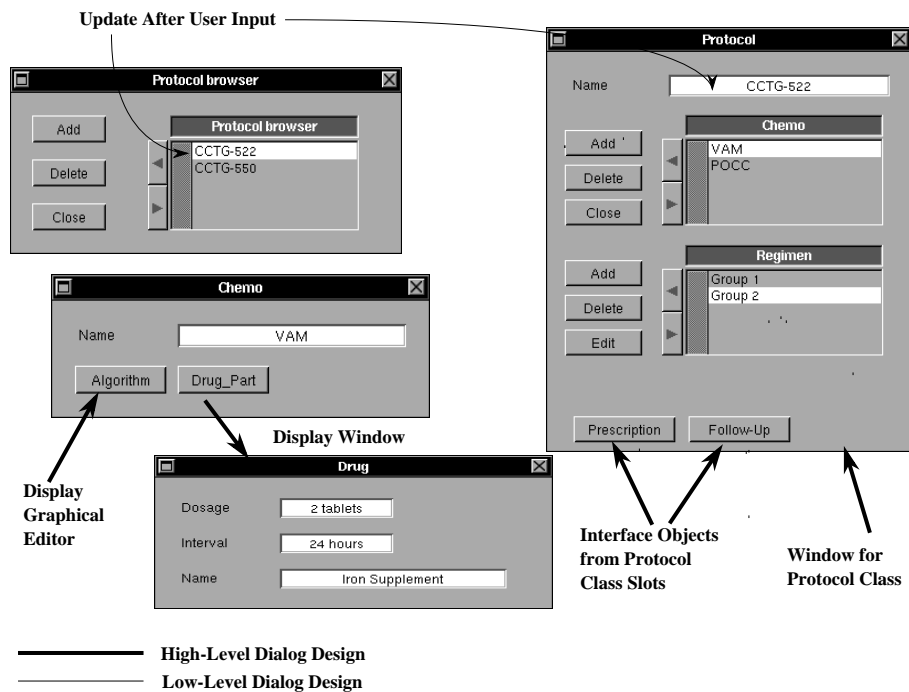 Update After User Input
Protocol browser
Add
Delete
Close
Protocol browser
CCTG-522
CCTG-550
Protocol
Name
CCTG-522
Add
Delete
Close
Chemo
VAM
POCC
Add
Delete
Edit
Regimen
Group 1
Group 2
Prescription
Follow-Up
Chemo
Name
VAM
Algorithm
Drug_Part
Display Window
Display
Graphical
Editor
Drug
Dosage
2 tablets
Interval
24 hours
Name
Iron Supplement
Interface Objects
from Protocol
Class Slots
Window for
Protocol Class
High-Level Dialog Design
Low-Level Dialog Design